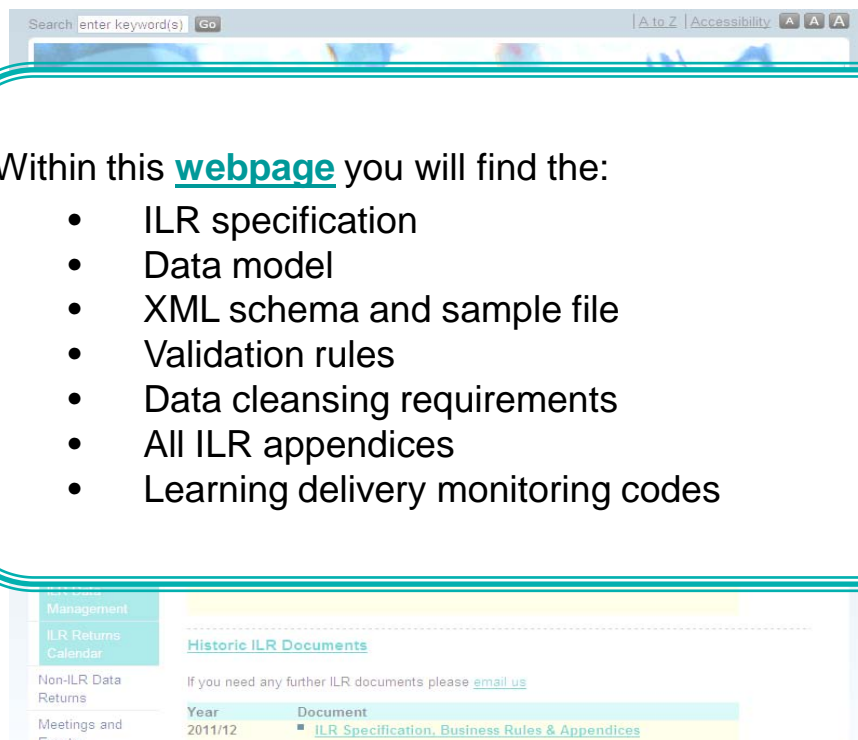 Search enter keyword(s) Go | A to Z | Accessibility A A A
Within this webpage you will find the:
• ILR specification
• Data model
• XML schema and sample file
• Validation rules
• Data cleansing requirements
• All ILR appendices
• Learning delivery monitoring codes
ILR Data
Management
ILR Returns
Calendar
Historic ILR Documents
Non-ILR Data
Returns
If you need any further ILR documents please email us
Year Document
Meetings and
2011/12 ILR Specification, Business Rules & Appendices